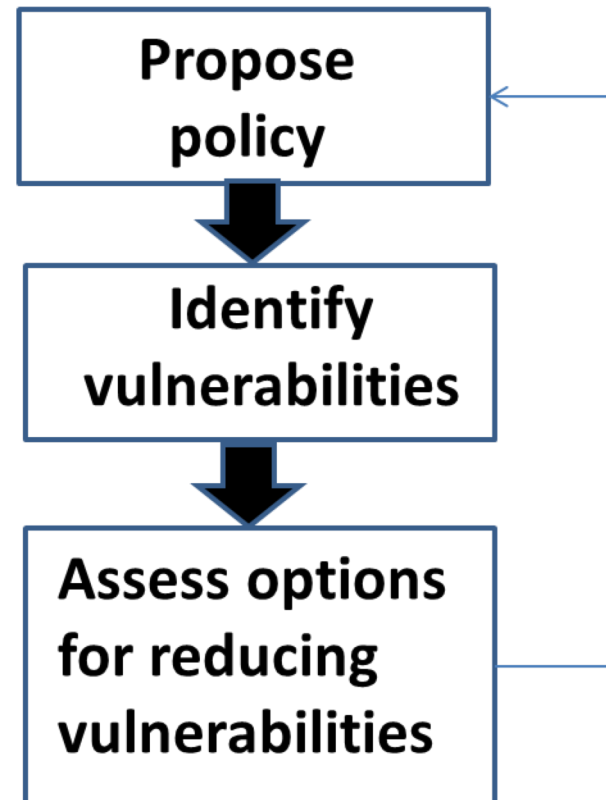 Propose
policy
Identify
vulnerabilities
Assess options
for reducing
vulnerabilities